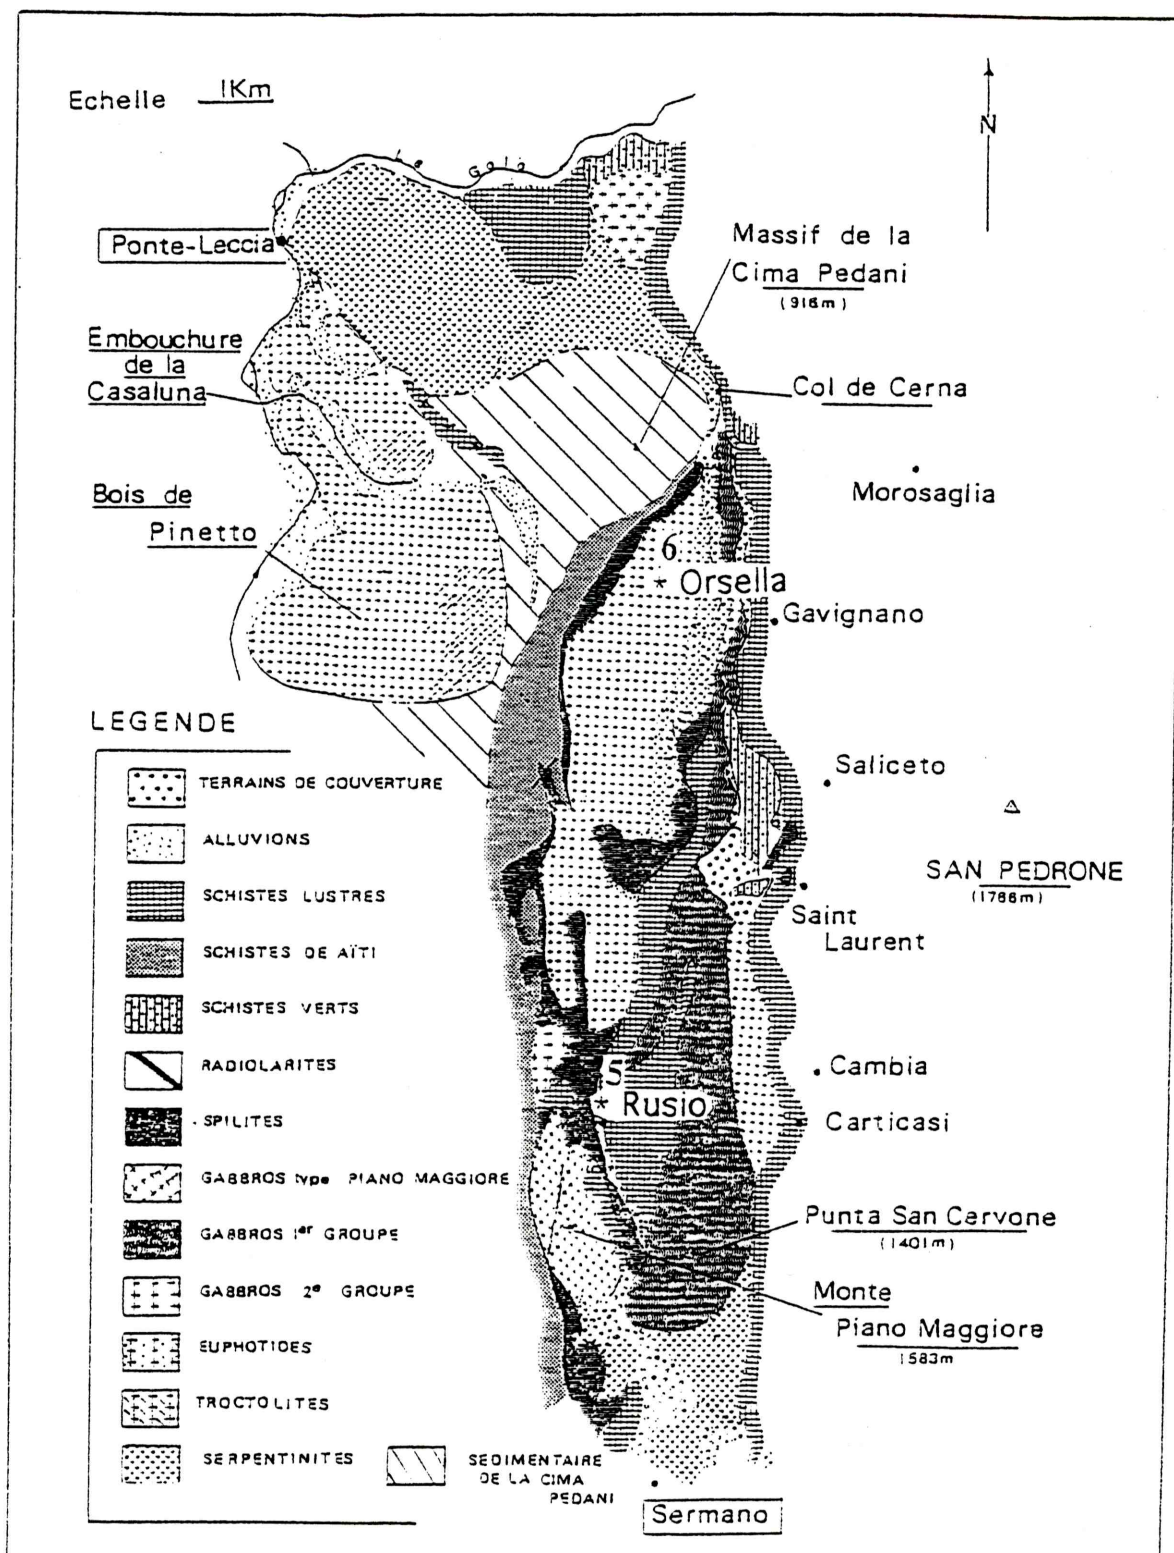 Echelle 1Km
N
Le Golo
Ponte-Leccia
Massif de la
Cima Pedani
(916m)
Embouchure
de la
Casaluna
Col de Cerna
Bois de
Pinetto
Morosaglia
6
* Orsella
Gavignano
LEGENDE
TERRAINS DE COUVERTURE
ALLUVIONS
SCHISTES LUSTRES
SCHISTES DE AÏTI
SCHISTES VERTS
RADIOLARITES
SPILITES
GABBROS type PIANO MAGGIORE
GABBROS 1er GROUPE
GABBROS 2e GROUPE
EUPHOTIDES
TROCTOLITES
SERPENTINITES
SEDIMENTAIRE
DE LA CIMA
PEDANI
Saliceto
SAN PEDRONE
(1766m)
Saint
Laurent
5
* Rusio
Cambia
Carticasi
Punta San Cervone
(1401m)
Monte
Piano Maggiore
1583m
Sermano